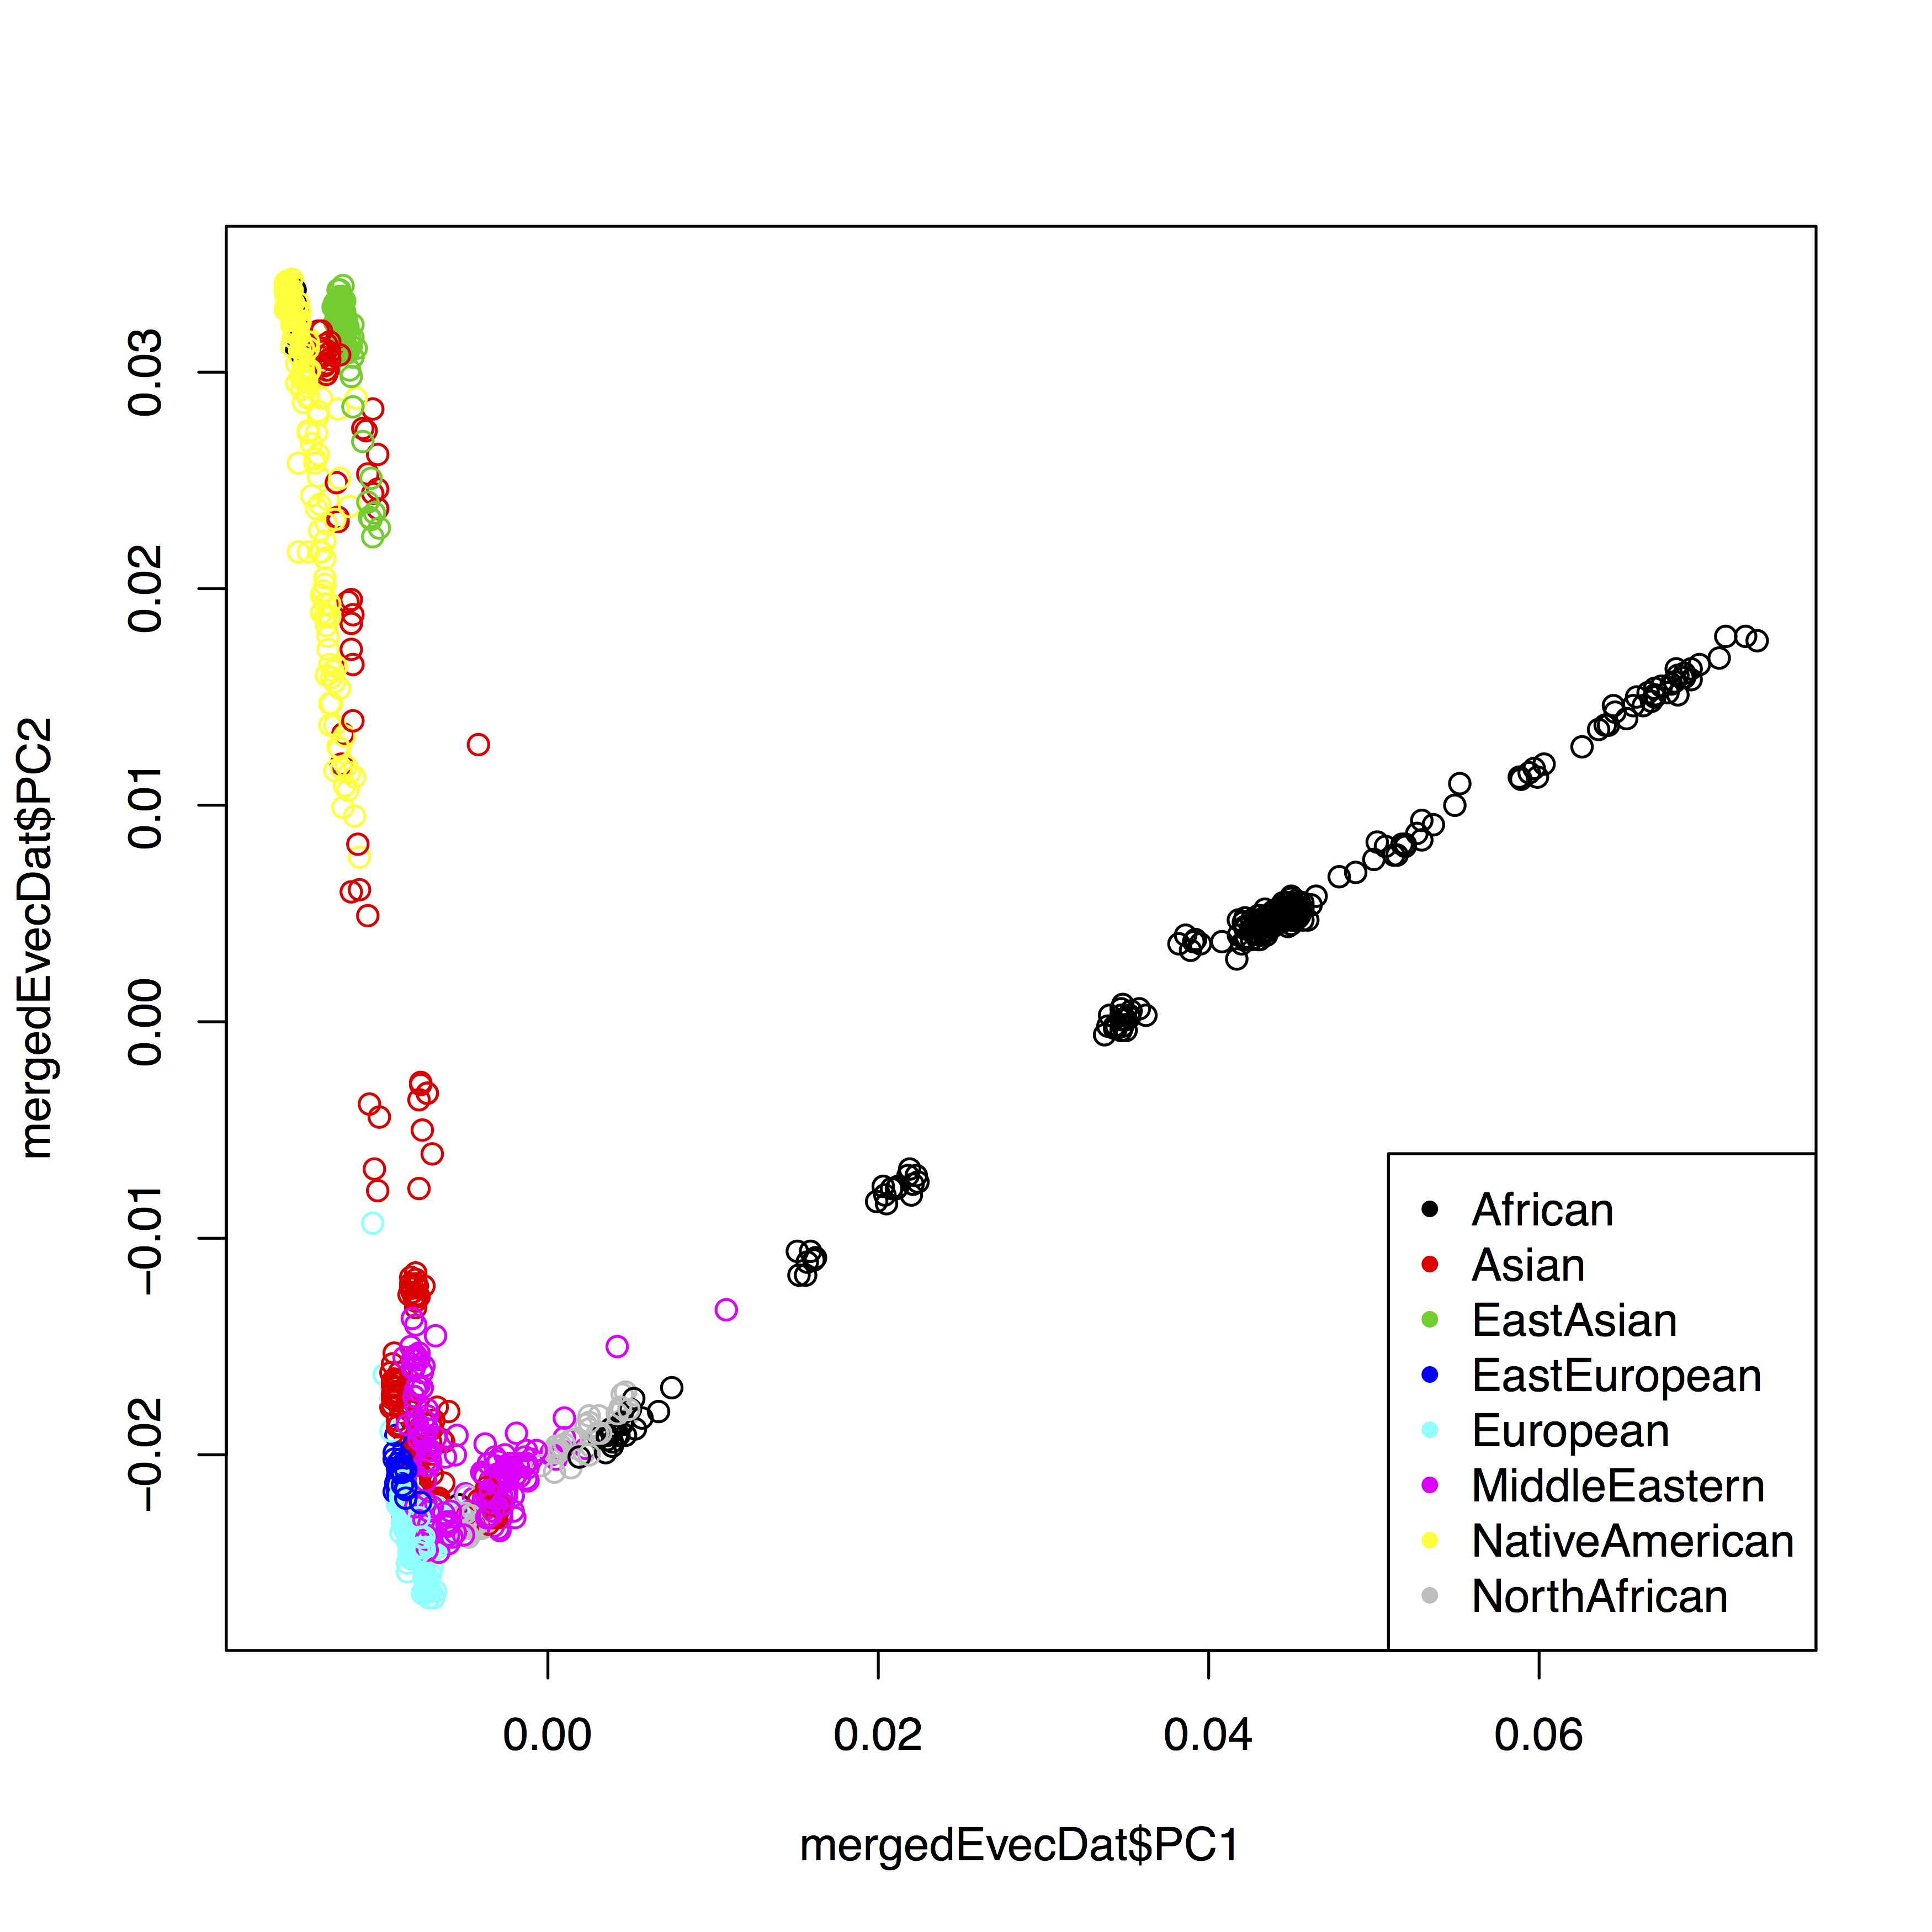 mergedEvecDat$PC2
0.03
0.02
0.01
0.00
−0.01
−0.02
0.00 0.02 0.04 0.06
mergedEvecDat$PC1
African
Asian
EastAsian
EastEuropean
European
MiddleEastern
NativeAmerican
NorthAfrican